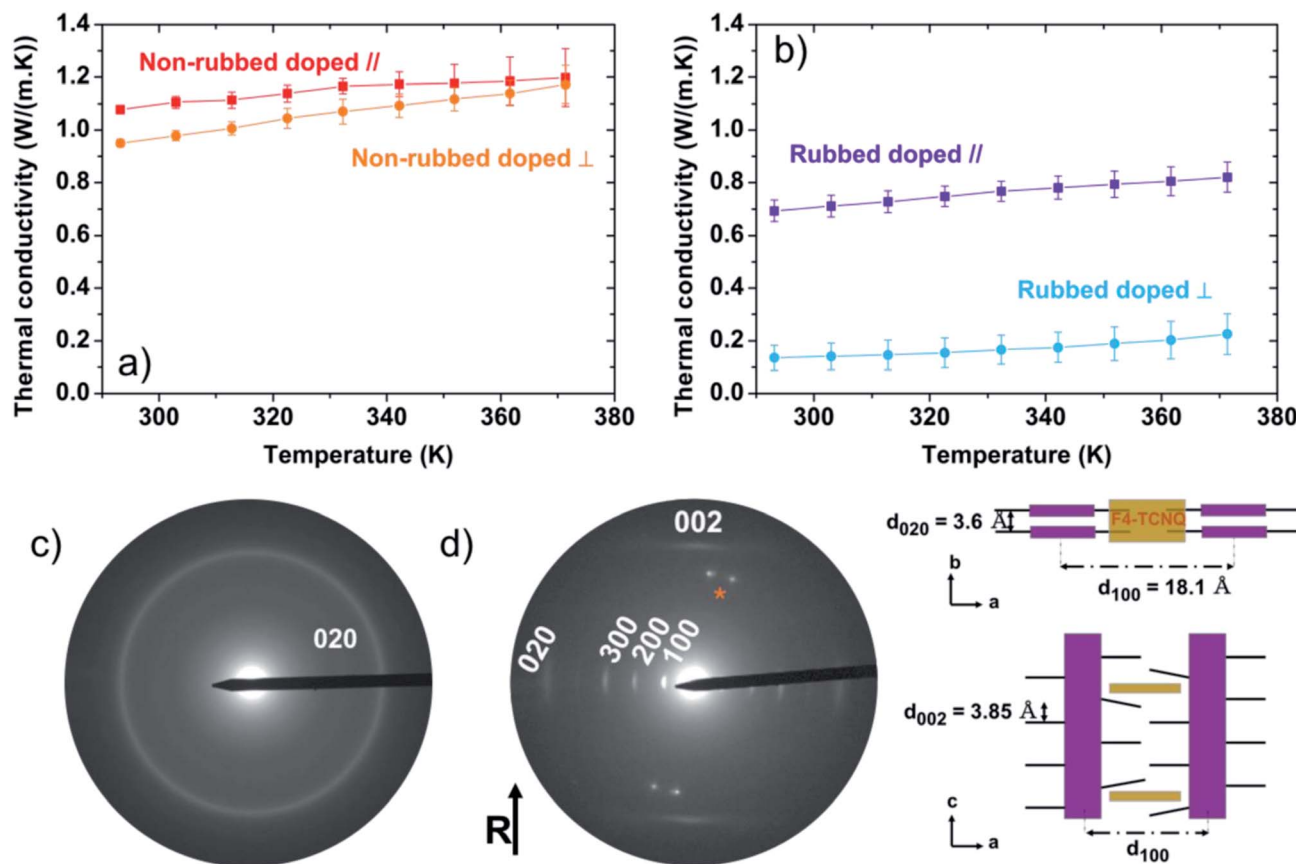 1.4
1.2
1.0
0.8
0.6
0.4
0.2
0.0
Thermal conductivity (W/(m.K))
Non-rubbed doped //
Non-rubbed doped ⊥
a)
300 320 340 360 380
Temperature (K)
1.4
1.2
1.0
0.8
0.6
0.4
0.2
0.0
Thermal conductivity (W/(m.K))
b)
Rubbed doped //
Rubbed doped ⊥
300 320 340 360 380
Temperature (K)
c)
020
d)
002
*
020
300
200
100
R
d020 = 3.6 Å
F4-TCNQ
b
a
d100 = 18.1 Å
d002 = 3.85 Å
c
a
d100